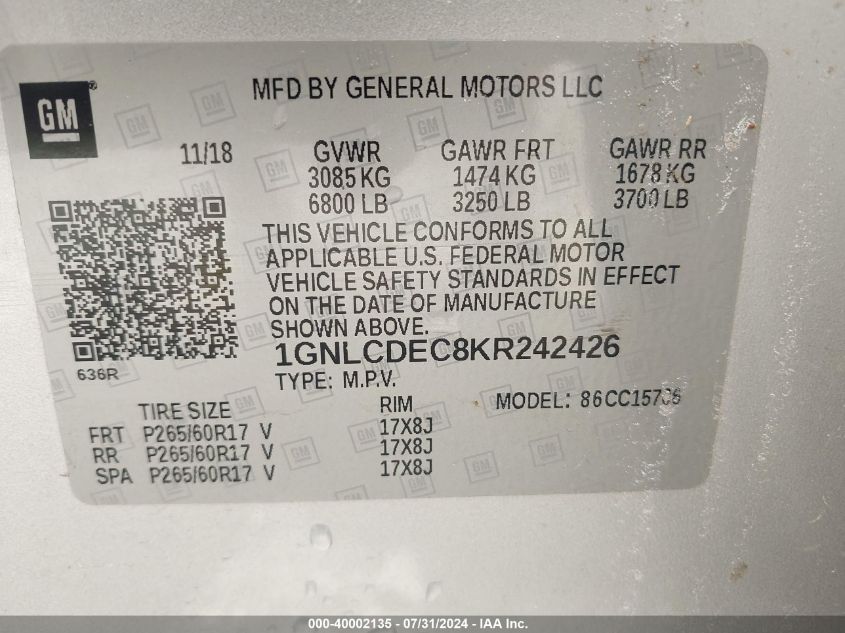 GM
MFD BY GENERAL MOTORS LLC
11/18
GVWR GAWR FRT GAWR RR
3085 KG 1474 KG 1678 KG
6800 LB 3250 LB 3700 LB
THIS VEHICLE CONFORMS TO ALL
APPLICABLE U.S. FEDERAL MOTOR
VEHICLE SAFETY STANDARDS IN EFFECT
ON THE DATE OF MANUFACTURE
SHOWN ABOVE.
1GNLCDEC8KR242426
636R
TYPE: M.P.V.
MODEL:
TIRE SIZE RIM
FRT P265/60R17 V 17X8J
RR P265/60R17 V 17X8J
SPA P265/60R17 V 17X8J
000-40002135 - 07/31/2024 - IAA Inc.